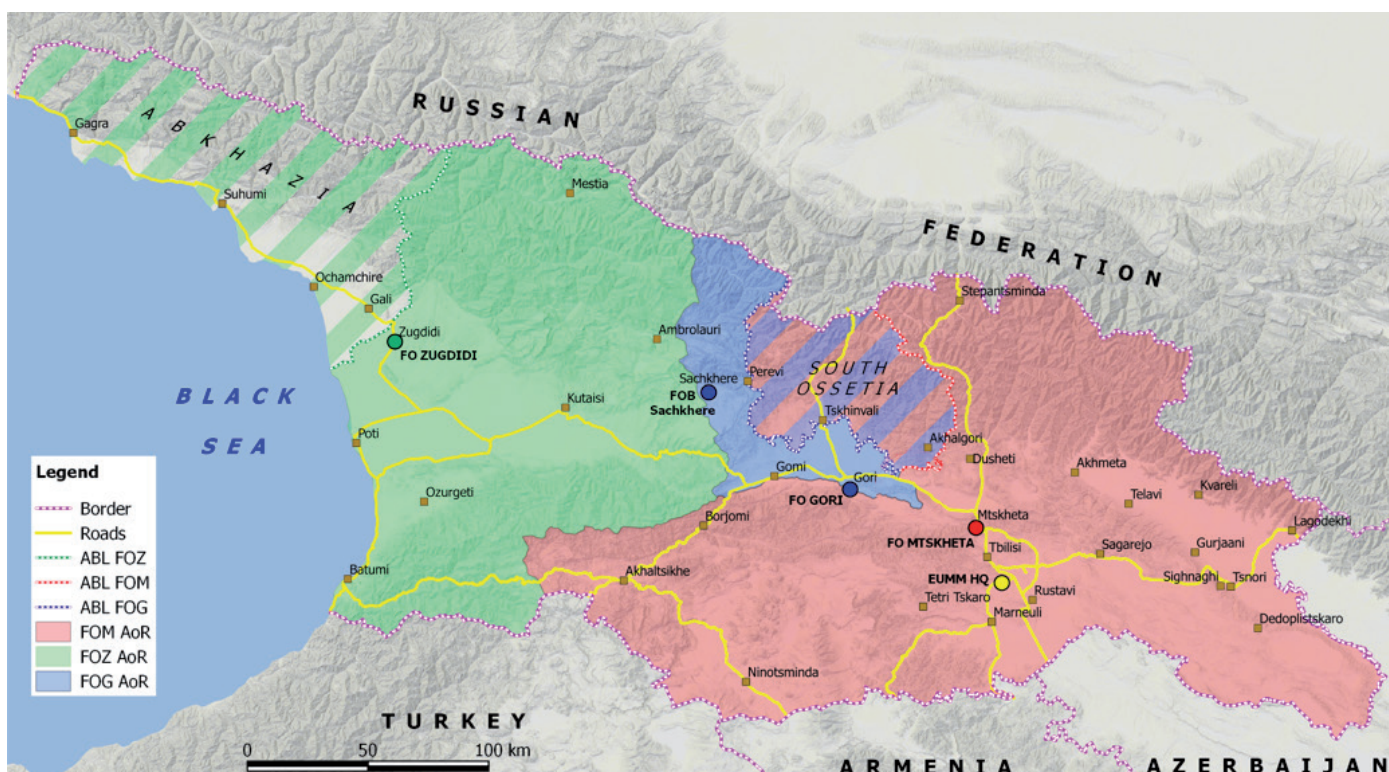 RUSSIAN
FEDERATION
ABKHAZIA
Gagra
Suhumi
Ochamchire
Gali
Zugdidi
FO ZUGDIDI
Mestia
Ambrolauri
Sachkhere
FOB
Sachkhere
Perevi
SOUTH
OSSETIA
Tskhinvali
Stepantsminda
Akhalgori
Dusheti
Akhmeta
Telavi
Kvareli
Lagodekhi
BLACK
SEA
Poti
Kutaisi
Ozurgeti
Batumi
Gomi
Gori
FO GORI
Borjomi
Akhaltsikhe
Mtskheta
FO MTSKHETA
Tbilisi
EUMM HQ
Sagarejo
Gurjaani
Sighnaghi
Tsnori
Dedoplistskaro
Tetri Tskaro
Rustavi
Marneuli
Ninotsminda
Legend
Border
Roads
ABL FOZ
ABL FOM
ABL FOG
FOM AoR
FOZ AoR
FOG AoR
TURKEY
ARMENIA
AZERBAIJAN
0 50 100 km